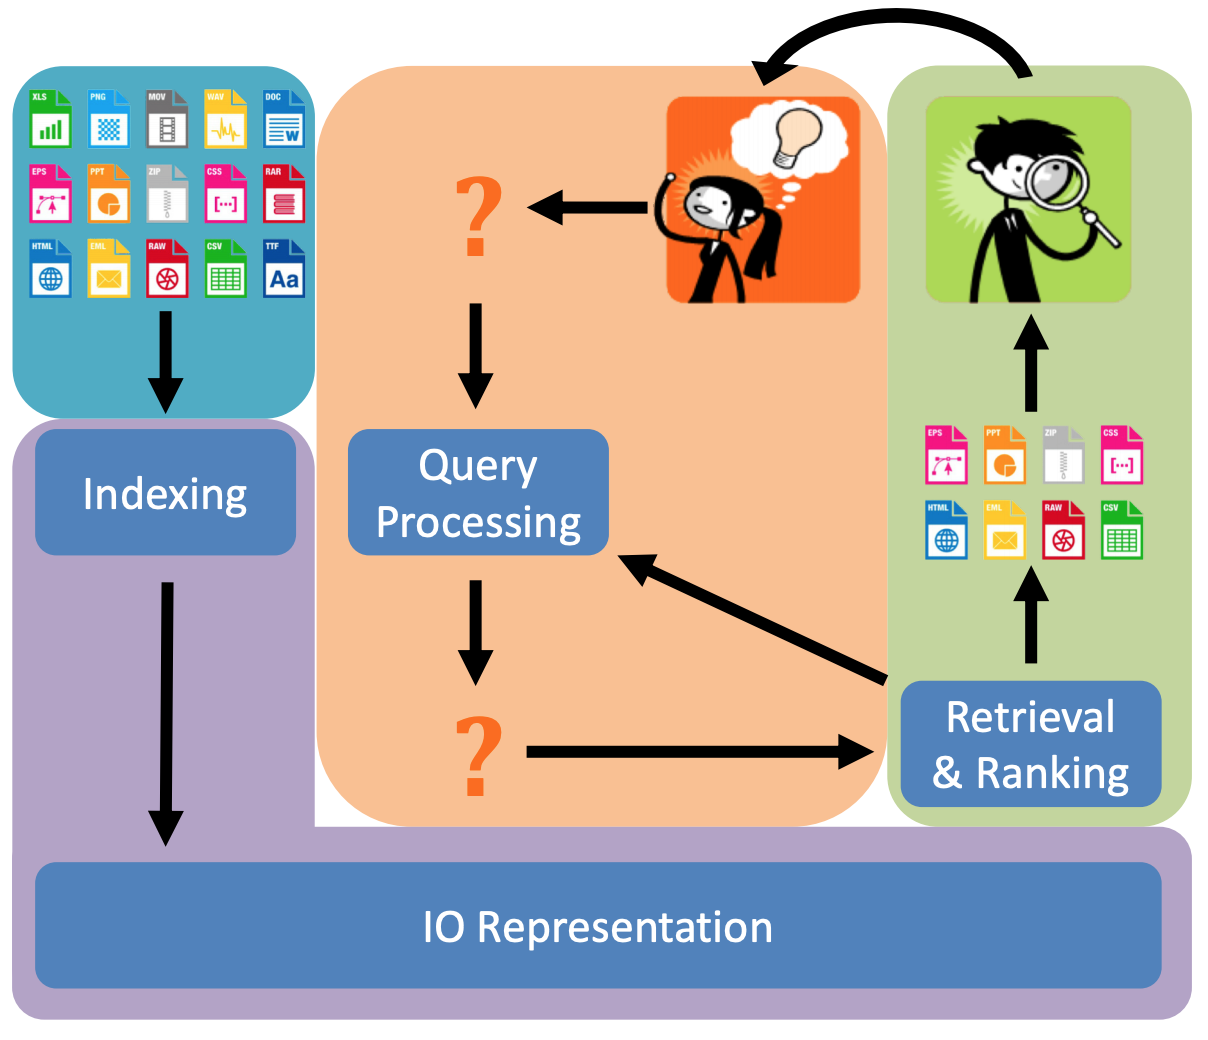 XLS PNG MOV WAV DOC
W
EPS PPT ZIP CSS RAR
[...]
HTML EML RAW CSV TTF
Aa
?
Indexing
Query
Processing
EPS PPT ZIP CSS
[...]
HTML EML RAW CSV
?
Retrieval
& Ranking
IO Representation